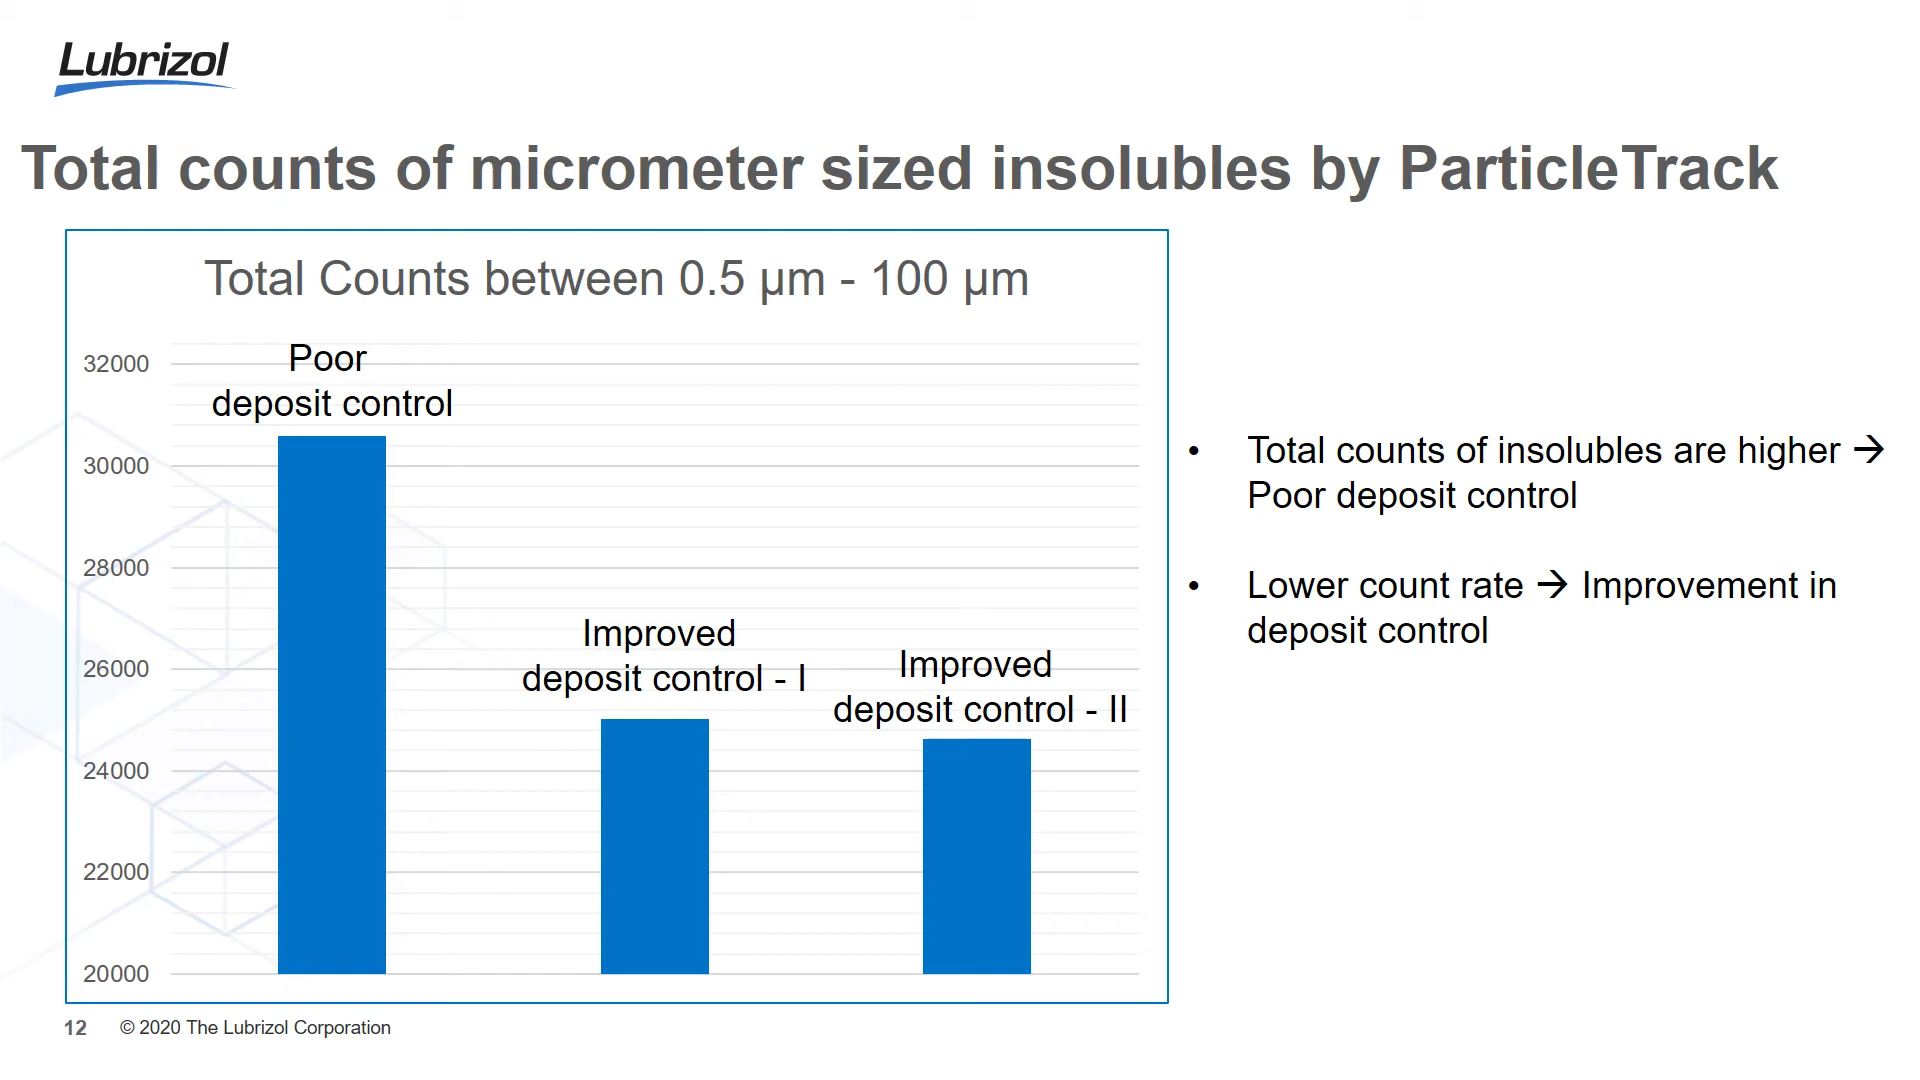 Lubrizol
Total counts of micrometer sized insolubles by ParticleTrack
Total Counts between 0.5 μm - 100 μm
32000
30000
28000
26000
24000
22000
20000
Poor
deposit control
Improved
deposit control - I
Improved
deposit control - II
• Total counts of insolubles are higher →
Poor deposit control
• Lower count rate → Improvement in
deposit control
12 © 2020 The Lubrizol Corporation